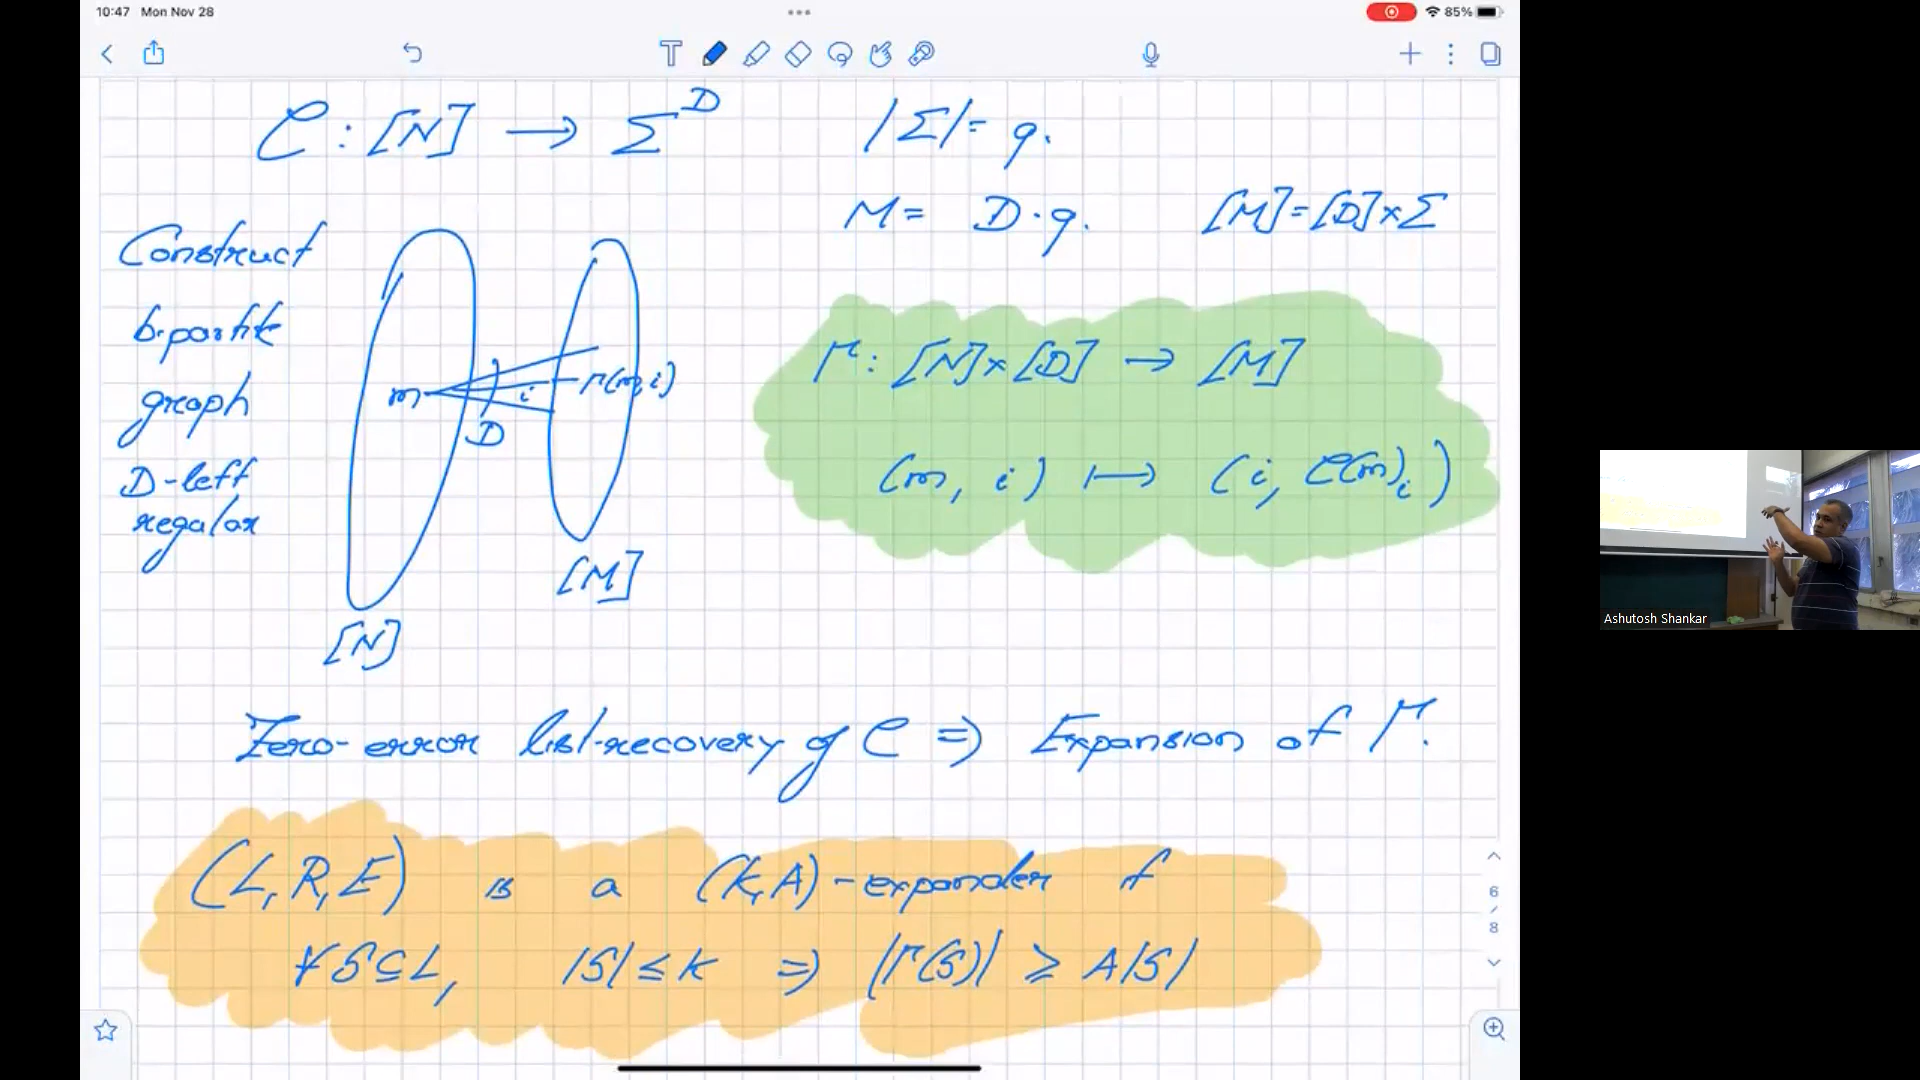 10:47 Mon Nov 28
85%
C : [N] → Σ^D |Σ| = q.
M = D·q. [M] = [D]×Σ
Construct
bipartite
graph
D-left
regular
m i Γ(m,i)
D
[M]
[N]
Γ : [N]×[D] → [M]
(m, i) ↦ (i, C(m)_i)
Zero-error list-recovery of C ⇒ Expansion of Γ.
(L, R, E) is a (K, A)-expander if
∀S⊆L, |S| ≤ K ⇒ |Γ(S)| ≥ A|S|
6
/
8
Ashutosh Shankar